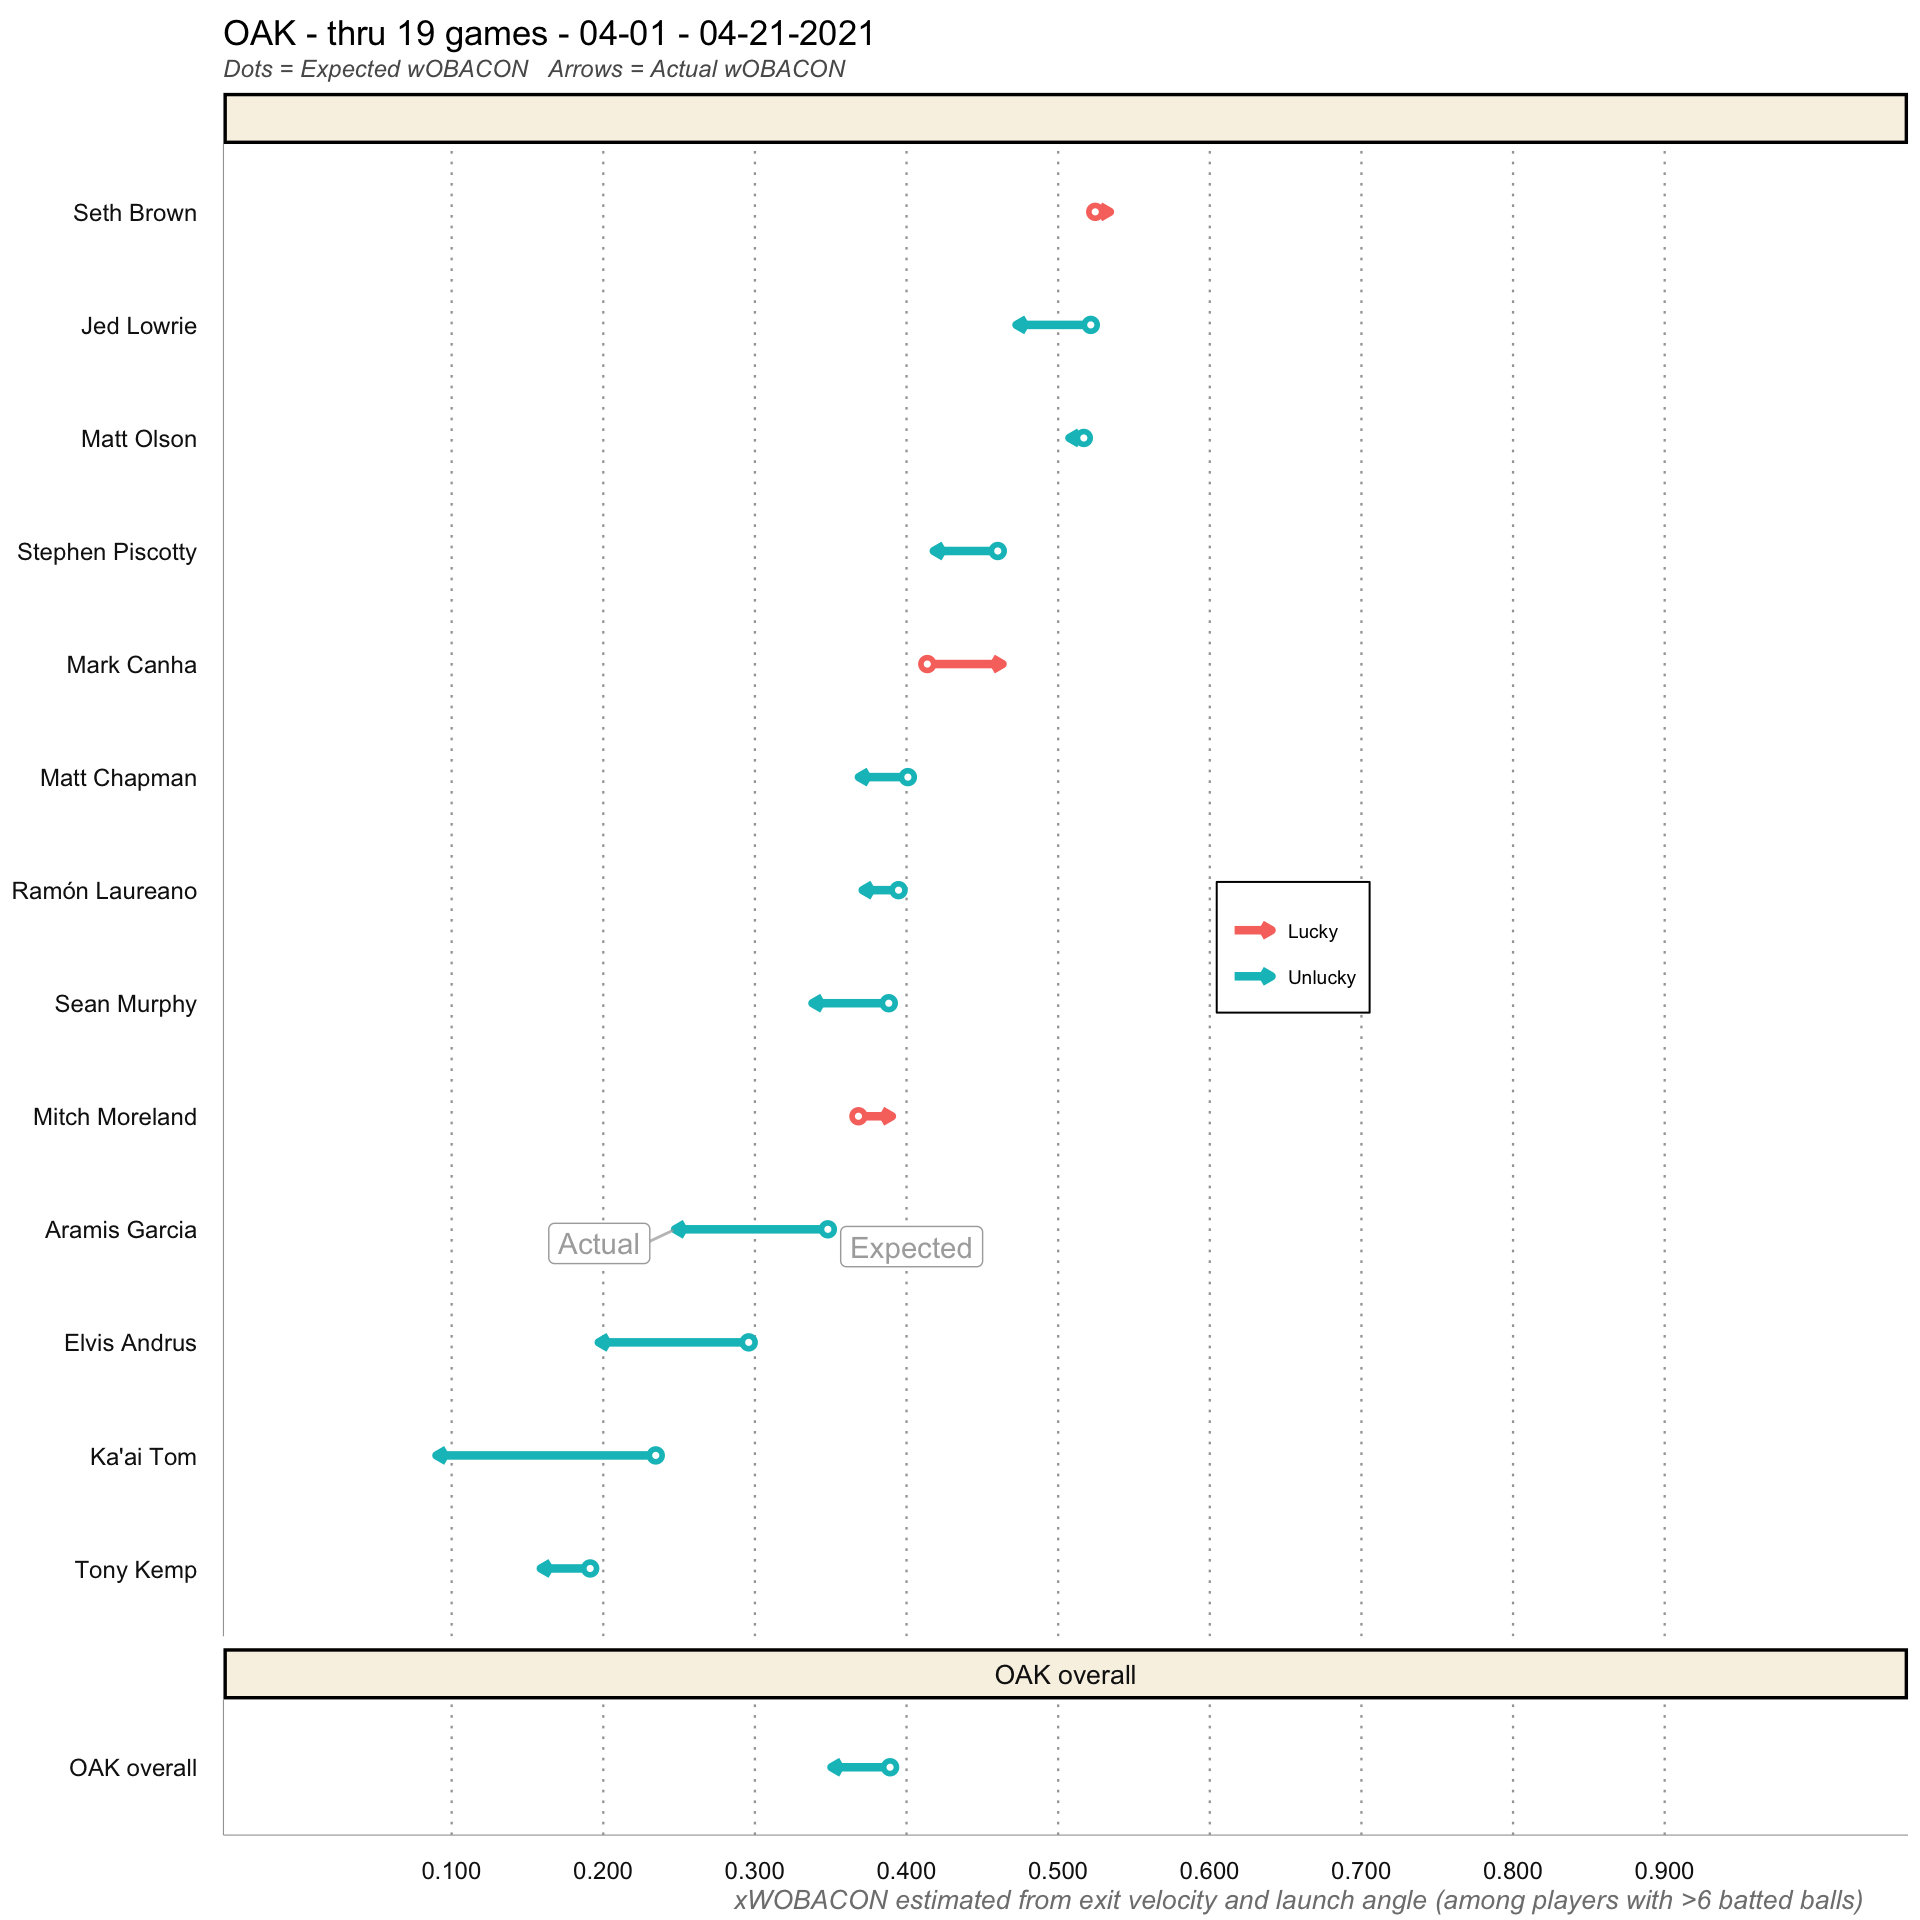 OAK - thru 19 games - 04-01 - 04-21-2021
Dots = Expected wOBACON   Arrows = Actual wOBACON
Seth Brown
Jed Lowrie
Matt Olson
Stephen Piscotty
Mark Canha
Matt Chapman
Ramón Laureano
Lucky
Unlucky
Sean Murphy
Mitch Moreland
Aramis Garcia
Actual
Expected
Elvis Andrus
Ka'ai Tom
Tony Kemp
OAK overall
OAK overall
0.100 0.200 0.300 0.400 0.500 0.600 0.700 0.800 0.900
xWOBACON estimated from exit velocity and launch angle (among players with >6 batted balls)